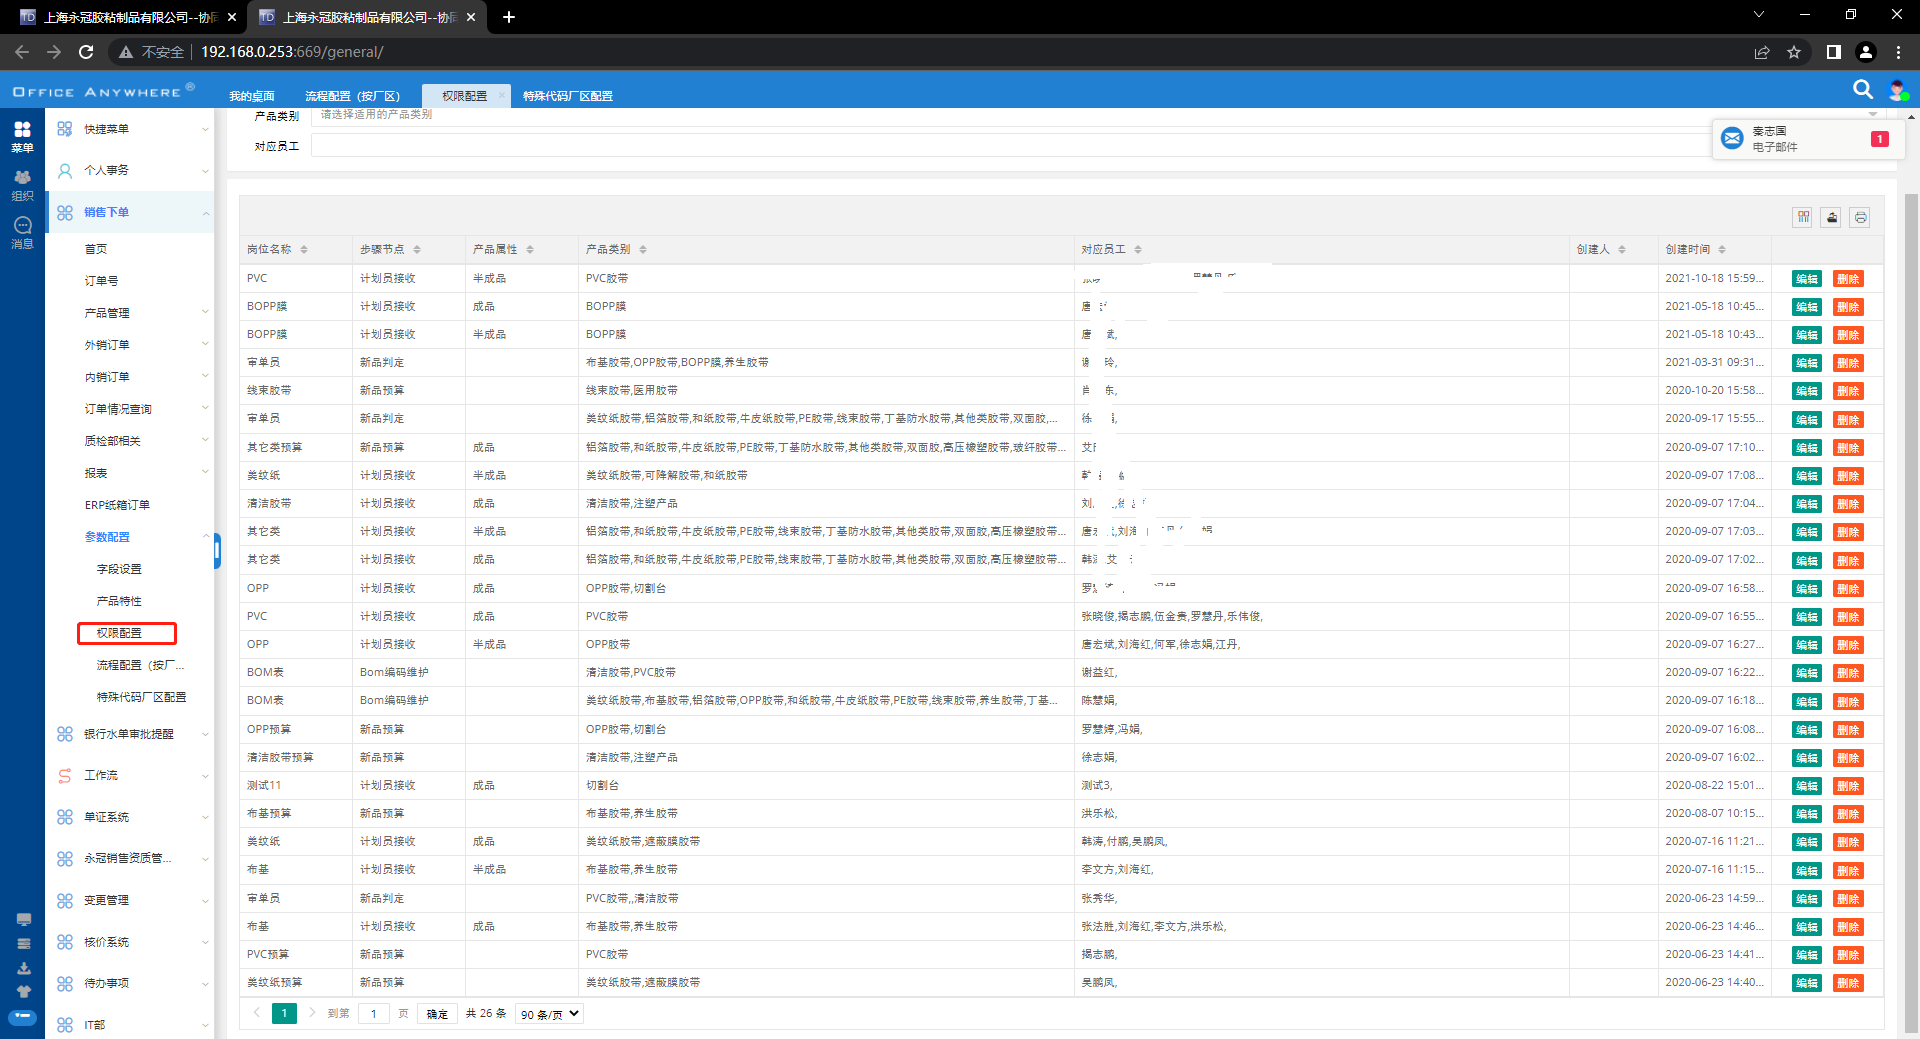 上海永冠胶粘制品有限公司--协同
上海永冠胶粘制品有限公司--协同
不安全 192.168.0.253:669/general/
OFFICE ANYWHERE®
我的桌面 流程配置（按厂区） 权限配置 特殊代码厂区配置
菜单
组织
消息
快捷菜单
个人事务
销售下单
首页
订单号
产品管理
外销订单
内销订单
订单情况查询
质检部相关
报表
ERP纸箱订单
参数配置
字段设置
产品特性
权限配置
流程配置（按厂...
特殊代码厂区配置
银行水单审批提醒
工作流
单证系统
永冠销售资质管...
变更管理
核价系统
待办事项
IT部
产品类别 请选择适用的产品类别
对应员工
秦志国
电子邮件
1
岗位名称 步骤节点 产品属性 产品类别 对应员工 创建人 创建时间
PVC 计划员接收 半成品 PVC胶带 2021-10-18 15:59... 编辑 删除
BOPP膜 计划员接收 成品 BOPP膜 唐 2021-05-18 10:45... 编辑 删除
BOPP膜 计划员接收 半成品 BOPP膜 唐 斌, 2021-05-18 10:43... 编辑 删除
审单员 新品判定 布基胶带,OPP胶带,BOPP膜,养生胶带 谢 玲, 2021-03-31 09:31... 编辑 删除
线束胶带 新品预算 线束胶带,医用胶带 肖 东, 2020-10-20 15:58... 编辑 删除
审单员 新品判定 美纹纸胶带,铝箔胶带,和纸胶带,牛皮纸胶带,PE胶带,线束胶带,丁基防水胶带,其他类胶带,双面胶,... 徐 2020-09-17 15:55... 编辑 删除
其它类预算 新品预算 成品 铝箔胶带,和纸胶带,牛皮纸胶带,PE胶带,丁基防水胶带,其他类胶带,双面胶,高压橡塑胶带,玻纤胶带... 艾 2020-09-07 17:10... 编辑 删除
美纹纸 计划员接收 半成品 美纹纸胶带,可降解胶带,和纸胶带 2020-09-07 17:08... 编辑 删除
清洁胶带 计划员接收 成品 清洁胶带,注塑产品 刘 2020-09-07 17:04... 编辑 删除
其它类 计划员接收 半成品 铝箔胶带,和纸胶带,牛皮纸胶带,PE胶带,线束胶带,丁基防水胶带,其他类胶带,双面胶,高压橡塑胶带... 唐 刘海 娟 2020-09-07 17:03... 编辑 删除
其它类 计划员接收 成品 铝箔胶带,和纸胶带,牛皮纸胶带,PE胶带,线束胶带,丁基防水胶带,其他类胶带,双面胶,高压橡塑胶带... 韩 艾 2020-09-07 17:02... 编辑 删除
OPP 计划员接收 成品 OPP胶带,切割台 罗 2020-09-07 16:58... 编辑 删除
PVC 计划员接收 成品 PVC胶带 张晓俊,揭志鹏,伍金贵,罗慧丹,乐伟俊, 2020-09-07 16:55... 编辑 删除
OPP 计划员接收 半成品 OPP胶带 唐宏斌,刘海红,何军,徐志娟,江丹, 2020-09-07 16:27... 编辑 删除
BOM表 Bom编码维护 清洁胶带,PVC胶带 谢益红, 2020-09-07 16:22... 编辑 删除
BOM表 Bom编码维护 美纹纸胶带,布基胶带,铝箔胶带,OPP胶带,和纸胶带,牛皮纸胶带,PE胶带,线束胶带,养生胶带,丁基... 陈慧娟, 2020-09-07 16:18... 编辑 删除
OPP预算 新品预算 OPP胶带,切割台 罗慧婷,冯娟, 2020-09-07 16:08... 编辑 删除
清洁胶带预算 新品预算 清洁胶带,注塑产品 徐志娟, 2020-09-07 16:02... 编辑 删除
测试11 计划员接收 成品 切割台 测试3, 2020-08-22 15:01... 编辑 删除
布基预算 新品预算 布基胶带,养生胶带 洪乐松, 2020-08-07 10:15... 编辑 删除
美纹纸 计划员接收 成品 美纹纸胶带,遮蔽膜胶带 韩涛,付鹏,吴鹏凤, 2020-07-16 11:21... 编辑 删除
布基 计划员接收 半成品 布基胶带,养生胶带 李文方,刘海红, 2020-07-16 11:15... 编辑 删除
审单员 新品判定 PVC胶带,,清洁胶带 张秀华, 2020-06-23 14:59... 编辑 删除
布基 计划员接收 成品 布基胶带,养生胶带 张法胜,刘海红,李文方,洪乐松, 2020-06-23 14:46... 编辑 删除
PVC预算 新品预算 PVC胶带 揭志鹏, 2020-06-23 14:41... 编辑 删除
美纹纸预算 新品预算 美纹纸胶带,遮蔽膜胶带 吴鹏凤, 2020-06-23 14:40... 编辑 删除
1 到第 1 页 确定 共 26 条 90 条/页